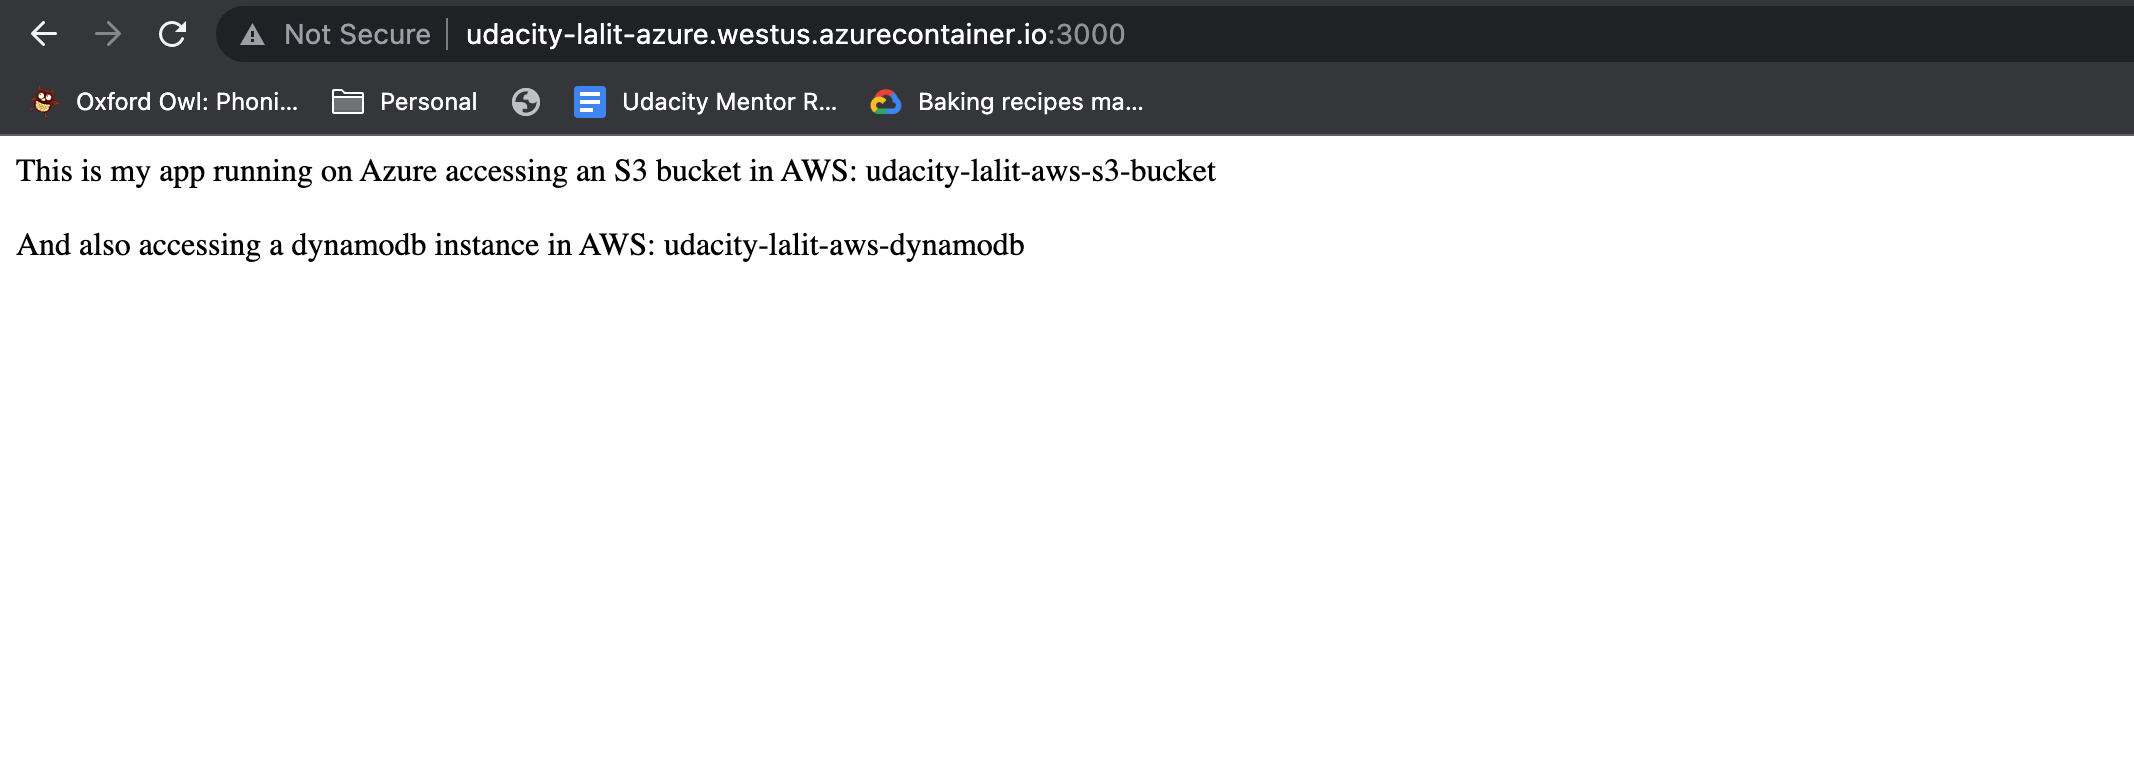 Not Secure udacity-lalit-azure.westus.azurecontainer.io:3000
Oxford Owl: Phoni... Personal Udacity Mentor R... Baking recipes ma...
This is my app running on Azure accessing an S3 bucket in AWS: udacity-lalit-aws-s3-bucket
And also accessing a dynamodb instance in AWS: udacity-lalit-aws-dynamodb